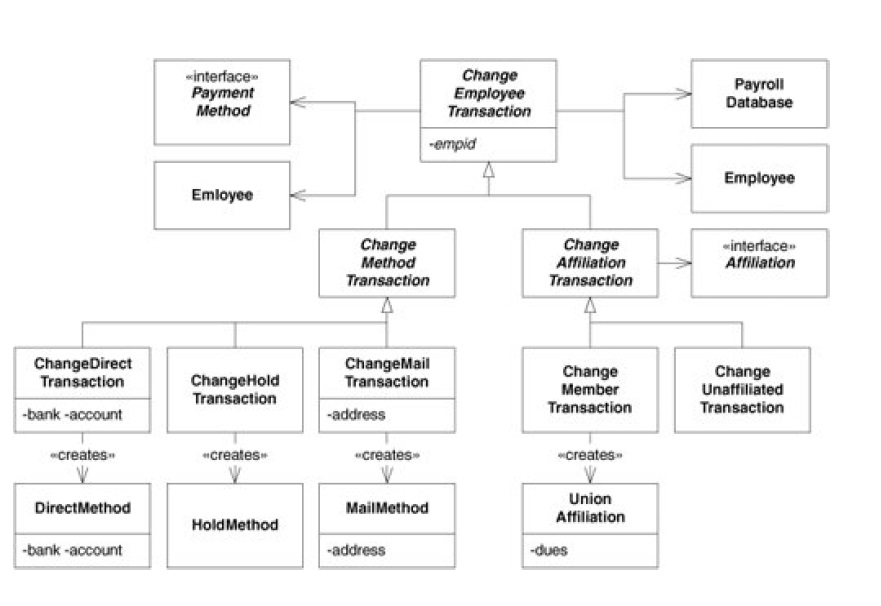 «interface»
Payment
Method
Change
Employee
Transaction
-empid
Payroll
Database
Emloyee
Employee
Change
Method
Transaction
Change
Affiliation
Transaction
«interface»
Affiliation
ChangeDirect
Transaction
-bank -account
ChangeHold
Transaction
ChangeMail
Transaction
-address
Change
Member
Transaction
Change
Unaffiliated
Transaction
«creates»
«creates»
«creates»
«creates»
DirectMethod
-bank -account
HoldMethod
MailMethod
-address
Union
Affiliation
-dues